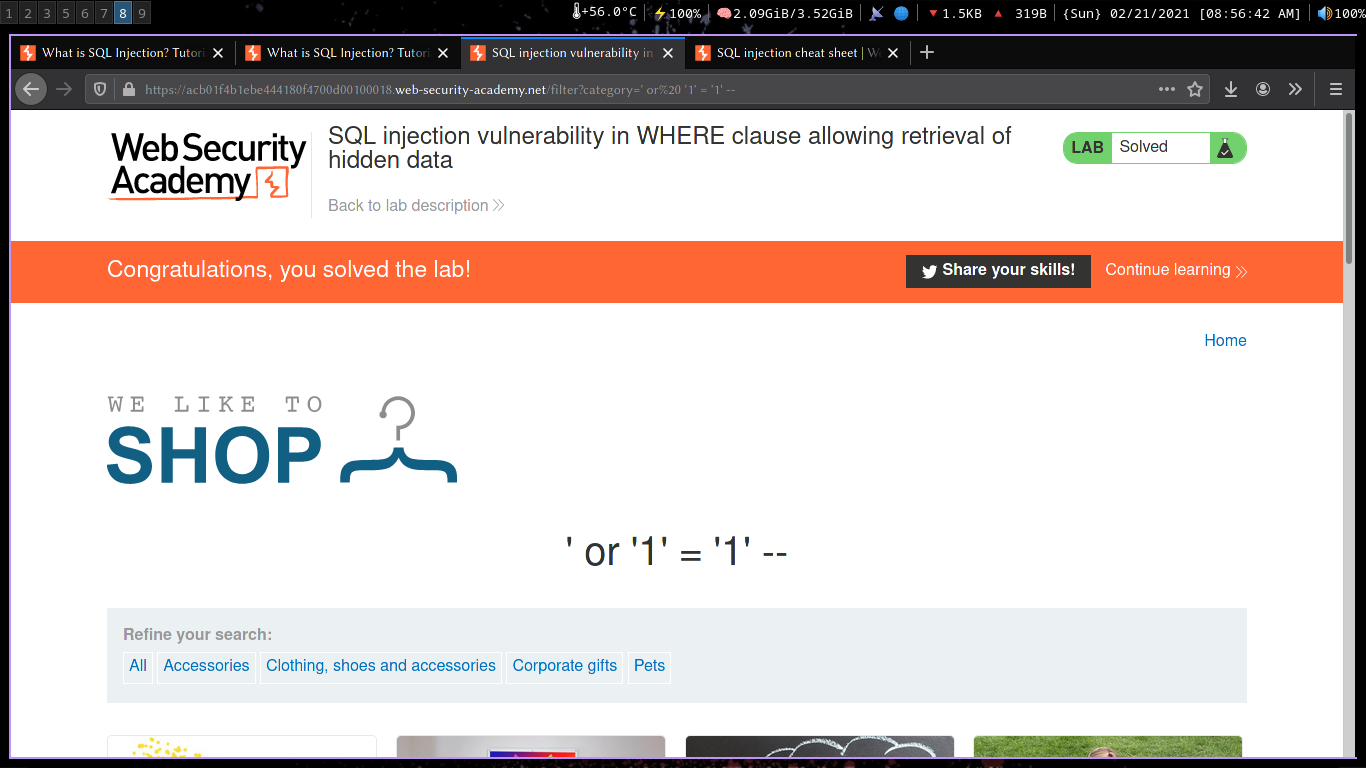 1 2 3 5 6 7 8 9 +56.0°C 100% 2.09GiB/3.52GiB 1.5KB 319B {Sun} 02/21/2021 [08:56:42 AM] 100%
What is SQL Injection? Tutori What is SQL Injection? Tutori SQL injection vulnerability in SQL injection cheat sheet | W
https://acb01f4b1ebe444180f4700d00100018.web-security-academy.net/filter?category=' or%20 '1' = '1' --
WebSecurity
Academy
SQL injection vulnerability in WHERE clause allowing retrieval of
hidden data
LAB Solved
Back to lab description
Congratulations, you solved the lab!
Share your skills! Continue learning
Home
WE LIKE TO
SHOP
' or '1' = '1' --
Refine your search:
All Accessories Clothing, shoes and accessories Corporate gifts Pets